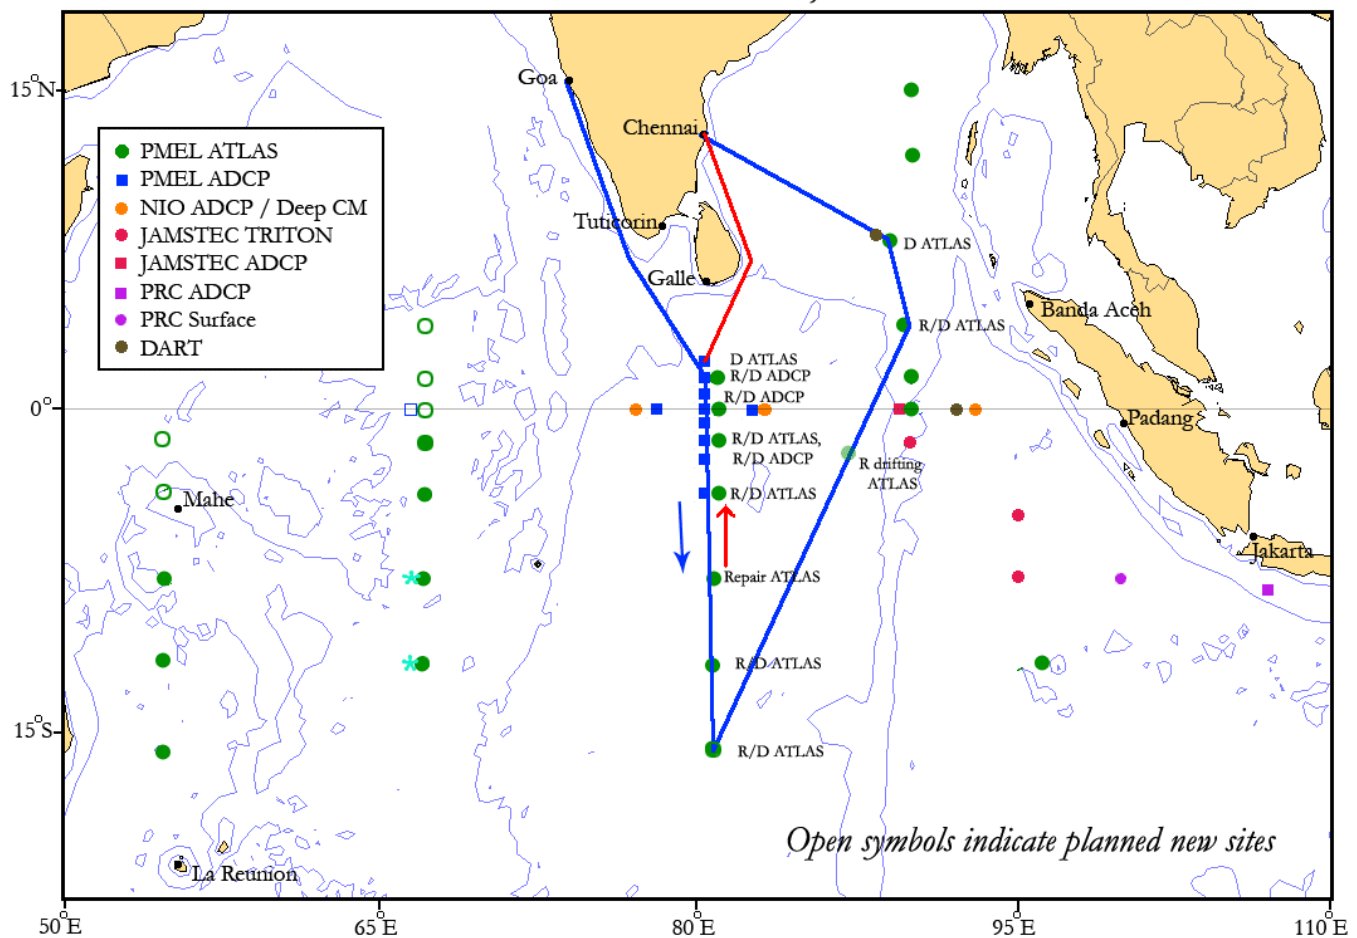 Goa
15°N
Chennai
PMEL ATLAS
PMEL ADCP
NIO ADCP / Deep CM
JAMSTEC TRITON
JAMSTEC ADCP
PRC ADCP
PRC Surface
DART
Tuticorin
D ATLAS
Galle
Banda Aceh
R/D ATLAS
D ATLAS
R/D ADCP
R/D ADCP
0°
Padang
R/D ATLAS,
R/D ADCP
R drifting
ATLAS
R/D ATLAS
Mahe
Jakarta
Repair ATLAS
R/D ATLAS
15°S
R/D ATLAS
Open symbols indicate planned new sites
La Reunion
50°E
65°E
80°E
95°E
110°E